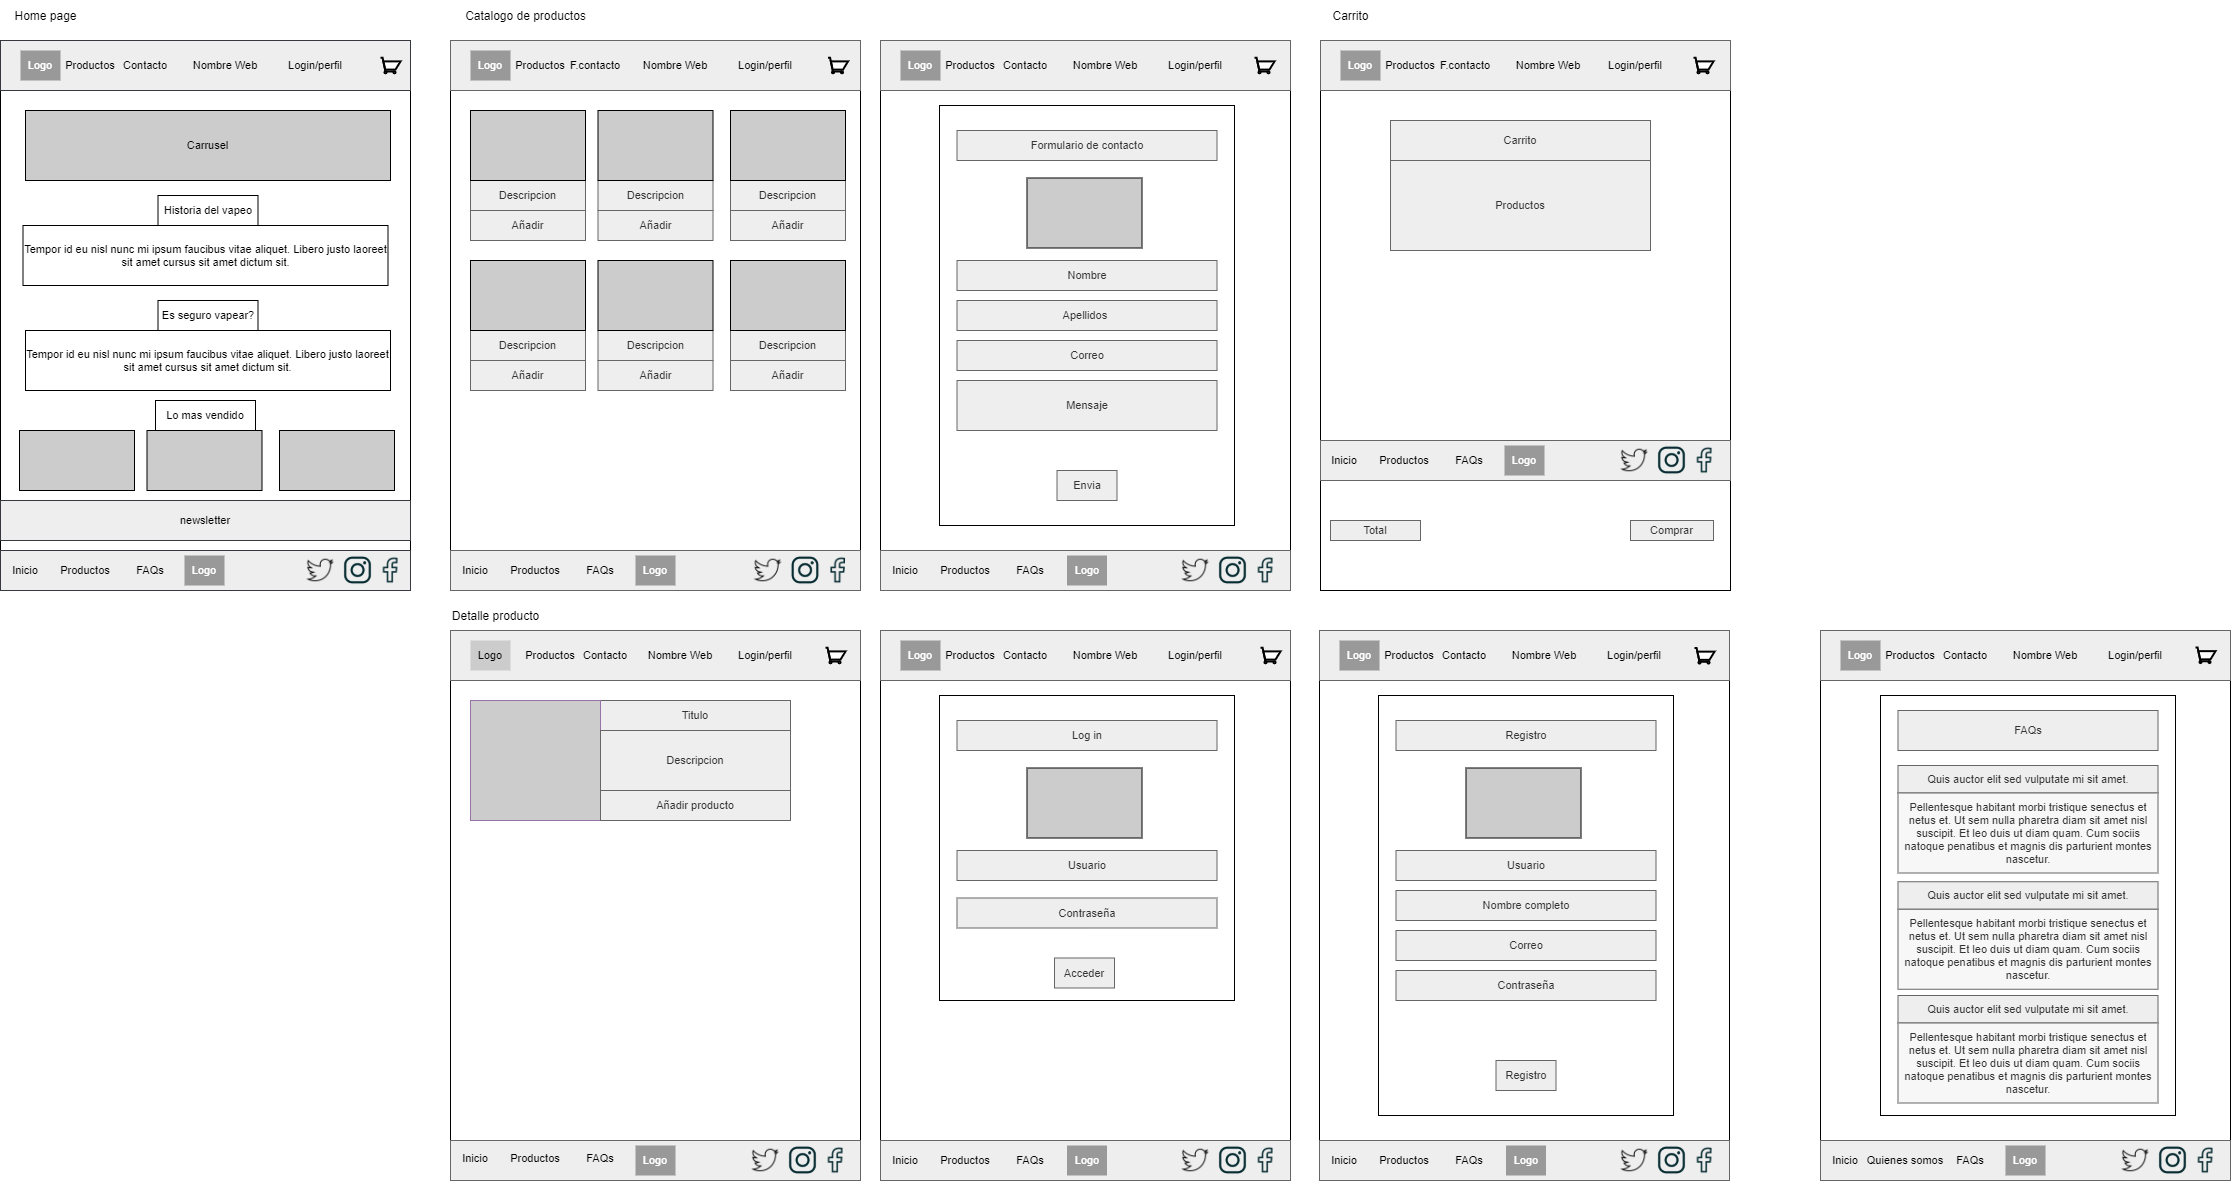 Home page
Logo
Productos
Contacto
Nombre Web
Login/perfil
Carrusel
Historia del vapeo
Tempor id eu nisl nunc mi ipsum faucibus vitae aliquet. Libero justo laoreet
sit amet cursus sit amet dictum sit.
Es seguro vapear?
Tempor id eu nisl nunc mi ipsum faucibus vitae aliquet. Libero justo laoreet
sit amet cursus sit amet dictum sit.
Lo mas vendido
newsletter
Inicio
Productos
FAQs
Logo
Catalogo de productos
Logo
Productos
F.contacto
Nombre Web
Login/perfil
Descripcion
Descripcion
Descripcion
Añadir
Añadir
Añadir
Descripcion
Descripcion
Descripcion
Añadir
Añadir
Añadir
Inicio
Productos
FAQs
Logo
Logo
Productos
Contacto
Nombre Web
Login/perfil
Formulario de contacto
Nombre
Apellidos
Correo
Mensaje
Envia
Inicio
Productos
FAQs
Logo
Carrito
Logo
Productos
F.contacto
Nombre Web
Login/perfil
Carrito
Productos
Inicio
Productos
FAQs
Logo
Total
Comprar
Detalle producto
Logo
Productos
Contacto
Nombre Web
Login/perfil
Titulo
Descripcion
Añadir producto
Inicio
Productos
FAQs
Logo
Logo
Productos
Contacto
Nombre Web
Login/perfil
Log in
Usuario
Contraseña
Acceder
Inicio
Productos
FAQs
Logo
Logo
Productos
Contacto
Nombre Web
Login/perfil
Registro
Usuario
Nombre completo
Correo
Contraseña
Registro
Inicio
Productos
FAQs
Logo
Logo
Productos
Contacto
Nombre Web
Login/perfil
FAQs
Quis auctor elit sed vulputate mi sit amet.
Pellentesque habitant morbi tristique senectus et
netus et. Ut sem nulla pharetra diam sit amet nisl
suscipit. Et leo duis ut diam quam. Cum sociis
natoque penatibus et magnis dis parturient montes
nascetur.
Quis auctor elit sed vulputate mi sit amet.
Pellentesque habitant morbi tristique senectus et
netus et. Ut sem nulla pharetra diam sit amet nisl
suscipit. Et leo duis ut diam quam. Cum sociis
natoque penatibus et magnis dis parturient montes
nascetur.
Quis auctor elit sed vulputate mi sit amet.
Pellentesque habitant morbi tristique senectus et
netus et. Ut sem nulla pharetra diam sit amet nisl
suscipit. Et leo duis ut diam quam. Cum sociis
natoque penatibus et magnis dis parturient montes
nascetur.
Inicio
Quienes somos
FAQs
Logo